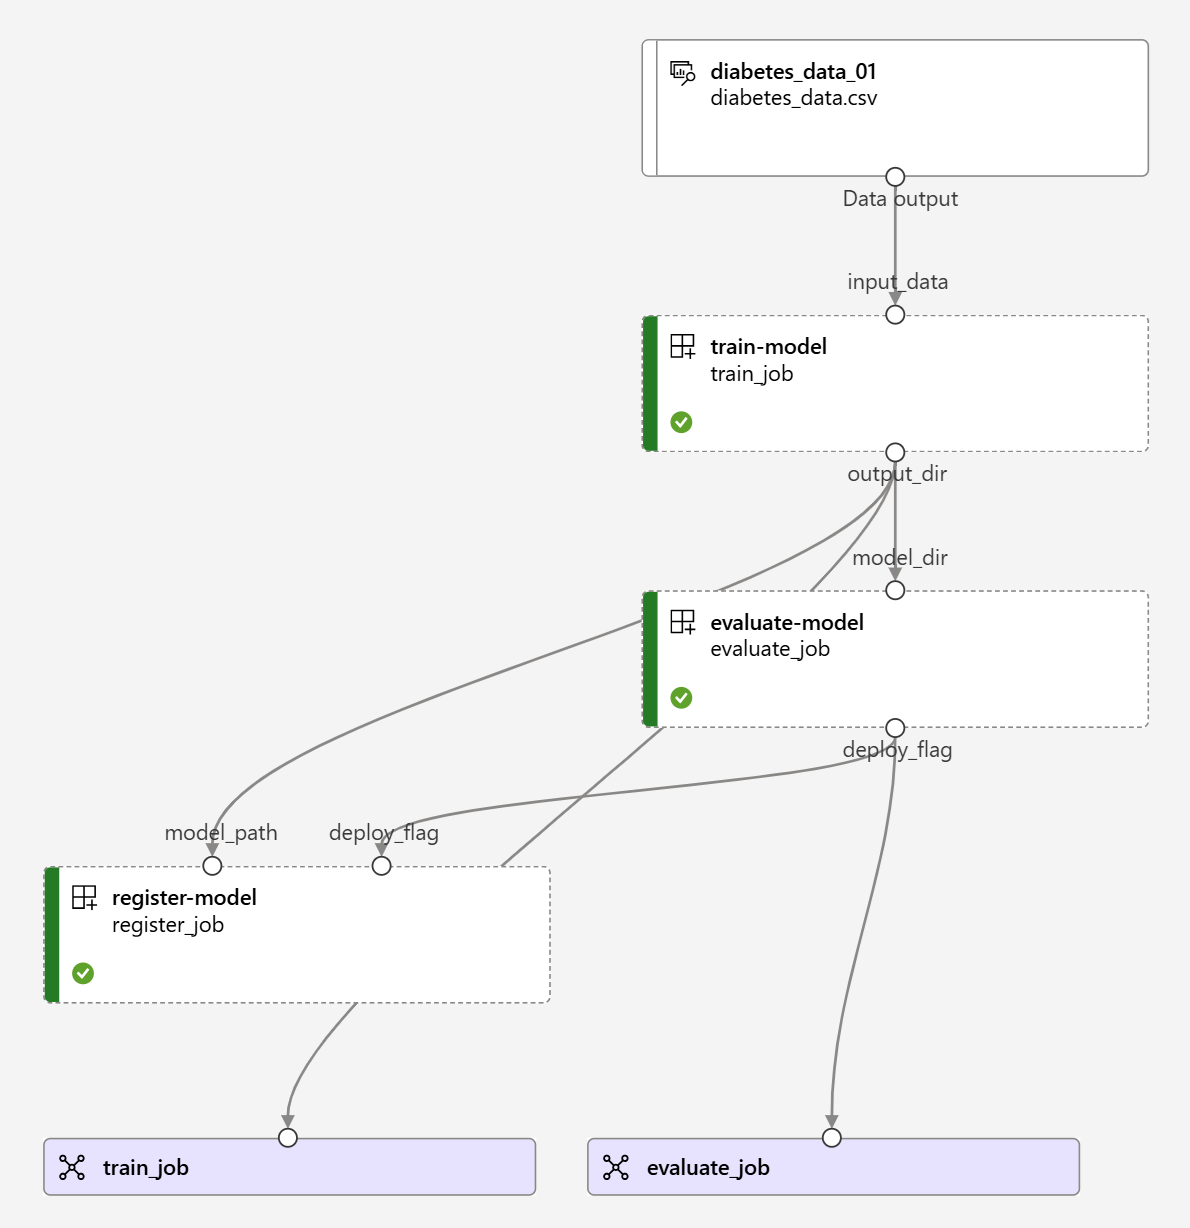 diabetes_data_01
diabetes_data.csv
Data output
input_data
train-model
train_job
output_dir
model_dir
evaluate-model
evaluate_job
deploy_flag
model_path
deploy_flag
register-model
register_job
train_job
evaluate_job